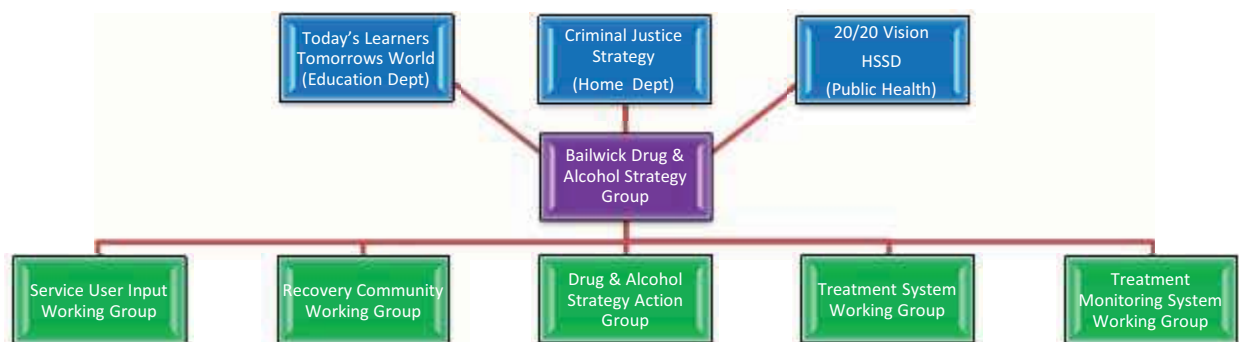 Today's Learners
Tomorrows World
(Education Dept)
Criminal Justice
Strategy
(Home Dept)
20/20 Vision
HSSD
(Public Health)
Bailwick Drug &
Alcohol Strategy
Group
Service User Input
Working Group
Recovery Community
Working Group
Drug & Alcohol
Strategy Action
Group
Treatment System
Working Group
Treatment
Monitoring System
Working Group